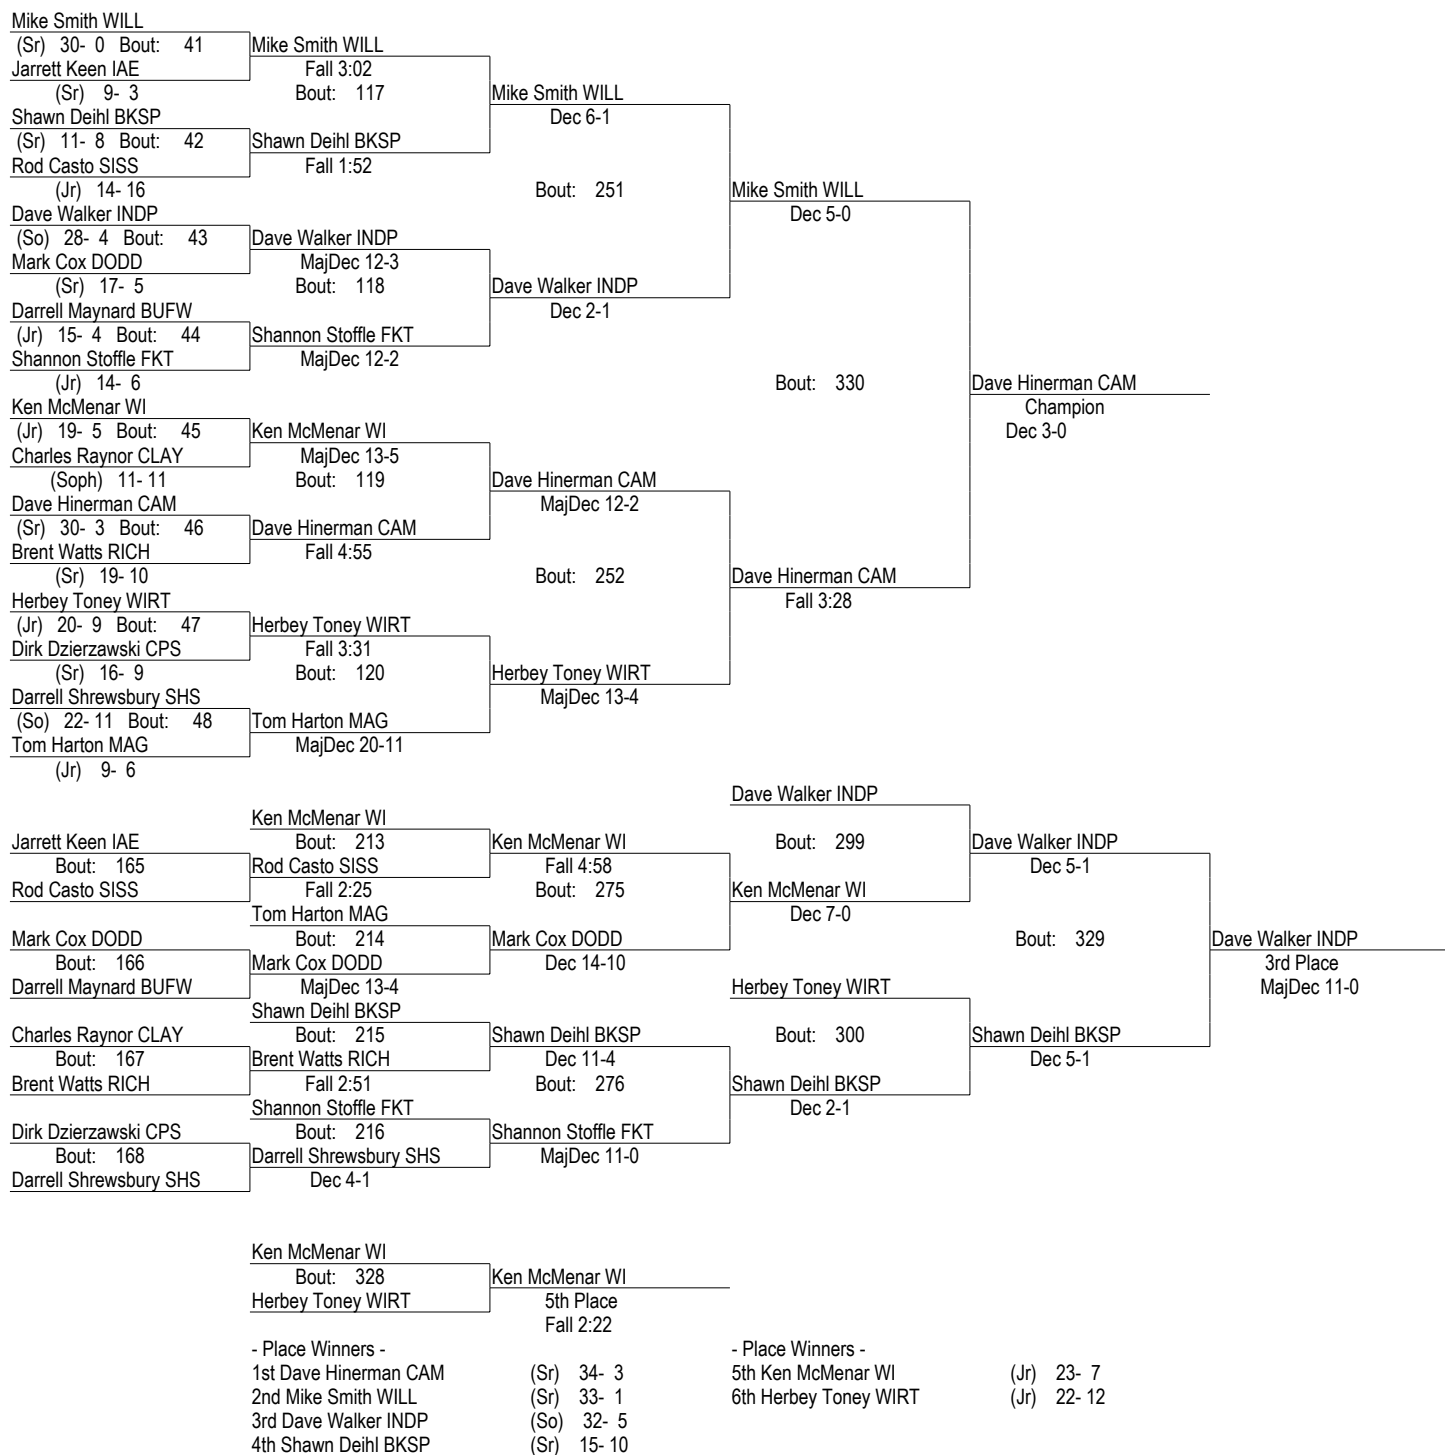 Mike Smith WILL
(Sr) 30- 0 Bout: 41 Mike Smith WILL
Jarrett Keen IAE Fall 3:02
(Sr) 9- 3 Bout: 117 Mike Smith WILL
Shawn Deihl BKSP Dec 6-1
(Sr) 11- 8 Bout: 42 Shawn Deihl BKSP
Rod Casto SISS Fall 1:52
(Jr) 14- 16 Bout: 251 Mike Smith WILL
Dave Walker INDP Dec 5-0
(So) 28- 4 Bout: 43 Dave Walker INDP
Mark Cox DODD MajDec 12-3
(Sr) 17- 5 Bout: 118 Dave Walker INDP
Darrell Maynard BUFW Dec 2-1
(Jr) 15- 4 Bout: 44 Shannon Stoffle FKT
Shannon Stoffle FKT MajDec 12-2
(Jr) 14- 6 Bout: 330 Dave Hinerman CAM
Ken McMenar WI Champion
(Jr) 19- 5 Bout: 45 Ken McMenar WI Dec 3-0
Charles Raynor CLAY MajDec 13-5
(Soph) 11- 11 Bout: 119 Dave Hinerman CAM
Dave Hinerman CAM MajDec 12-2
(Sr) 30- 3 Bout: 46 Dave Hinerman CAM
Brent Watts RICH Fall 4:55
(Sr) 19- 10 Bout: 252 Dave Hinerman CAM
Herbey Toney WIRT Fall 3:28
(Jr) 20- 9 Bout: 47 Herbey Toney WIRT
Dirk Dzierzawski CPS Fall 3:31
(Sr) 16- 9 Bout: 120 Herbey Toney WIRT
Darrell Shrewsbury SHS MajDec 13-4
(So) 22- 11 Bout: 48 Tom Harton MAG
Tom Harton MAG MajDec 20-11
(Jr) 9- 6
Dave Walker INDP
Ken McMenar WI
Jarrett Keen IAE Bout: 213 Ken McMenar WI Bout: 299 Dave Walker INDP
Bout: 165 Rod Casto SISS Fall 4:58 Dec 5-1
Rod Casto SISS Fall 2:25 Bout: 275 Ken McMenar WI
Tom Harton MAG Dec 7-0
Mark Cox DODD Bout: 214 Mark Cox DODD Bout: 329 Dave Walker INDP
Bout: 166 Mark Cox DODD Dec 14-10 3rd Place
Darrell Maynard BUFW MajDec 13-4 Herbey Toney WIRT MajDec 11-0
Shawn Deihl BKSP
Charles Raynor CLAY Bout: 215 Shawn Deihl BKSP Bout: 300 Shawn Deihl BKSP
Bout: 167 Brent Watts RICH Dec 11-4 Dec 5-1
Brent Watts RICH Fall 2:51 Bout: 276 Shawn Deihl BKSP
Shannon Stoffle FKT Dec 2-1
Dirk Dzierzawski CPS Bout: 216 Shannon Stoffle FKT
Bout: 168 Darrell Shrewsbury SHS MajDec 11-0
Darrell Shrewsbury SHS Dec 4-1
Ken McMenar WI
Bout: 328 Ken McMenar WI
Herbey Toney WIRT 5th Place
Fall 2:22
- Place Winners - - Place Winners -
1st Dave Hinerman CAM (Sr) 34- 3 5th Ken McMenar WI (Jr) 23- 7
2nd Mike Smith WILL (Sr) 33- 1 6th Herbey Toney WIRT (Jr) 22- 12
3rd Dave Walker INDP (So) 32- 5
4th Shawn Deihl BKSP (Sr) 15- 10